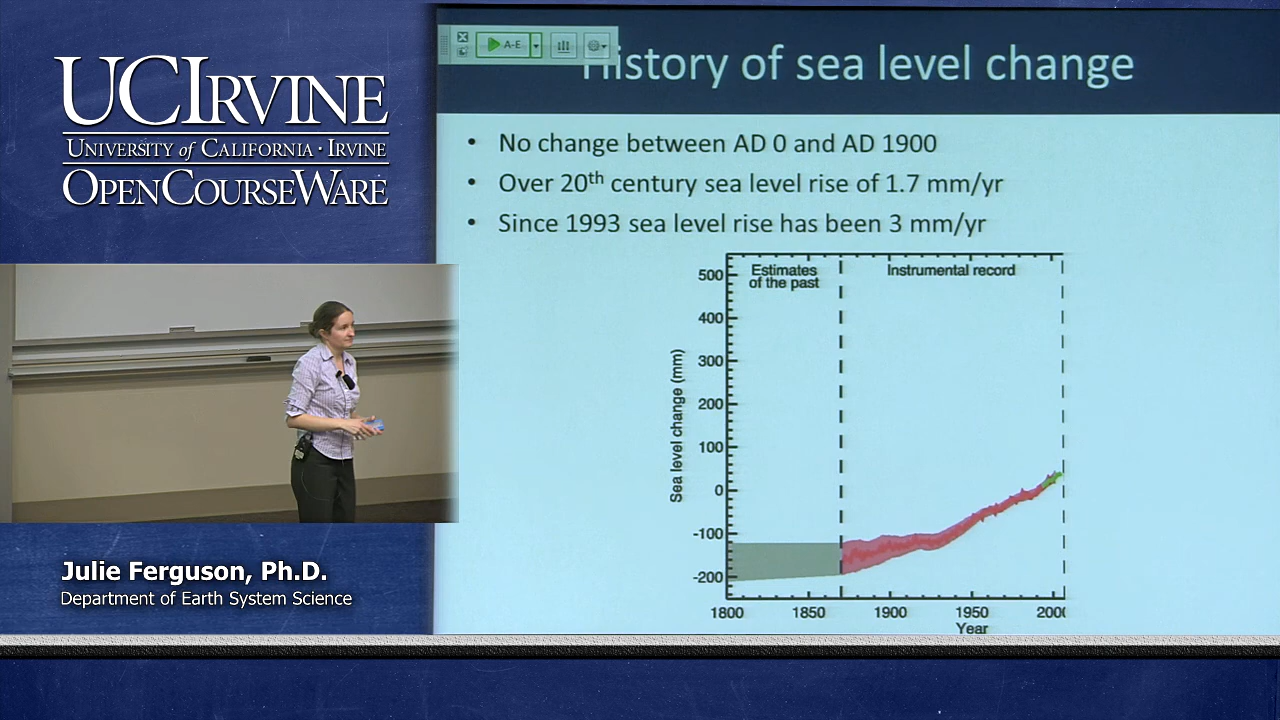 UCIRVINE
UNIVERSITY of CALIFORNIA · IRVINE
OPENCOURSEWARE
A-E
History of sea level change
• No change between AD 0 and AD 1900
• Over 20th century sea level rise of 1.7 mm/yr
• Since 1993 sea level rise has been 3 mm/yr
Estimates
of the past
Instrumental record
500
400
300
200
100
0
-100
-200
Sea level change (mm)
1800 1850 1900 1950 2000
Year
Julie Ferguson, Ph.D.
Department of Earth System Science